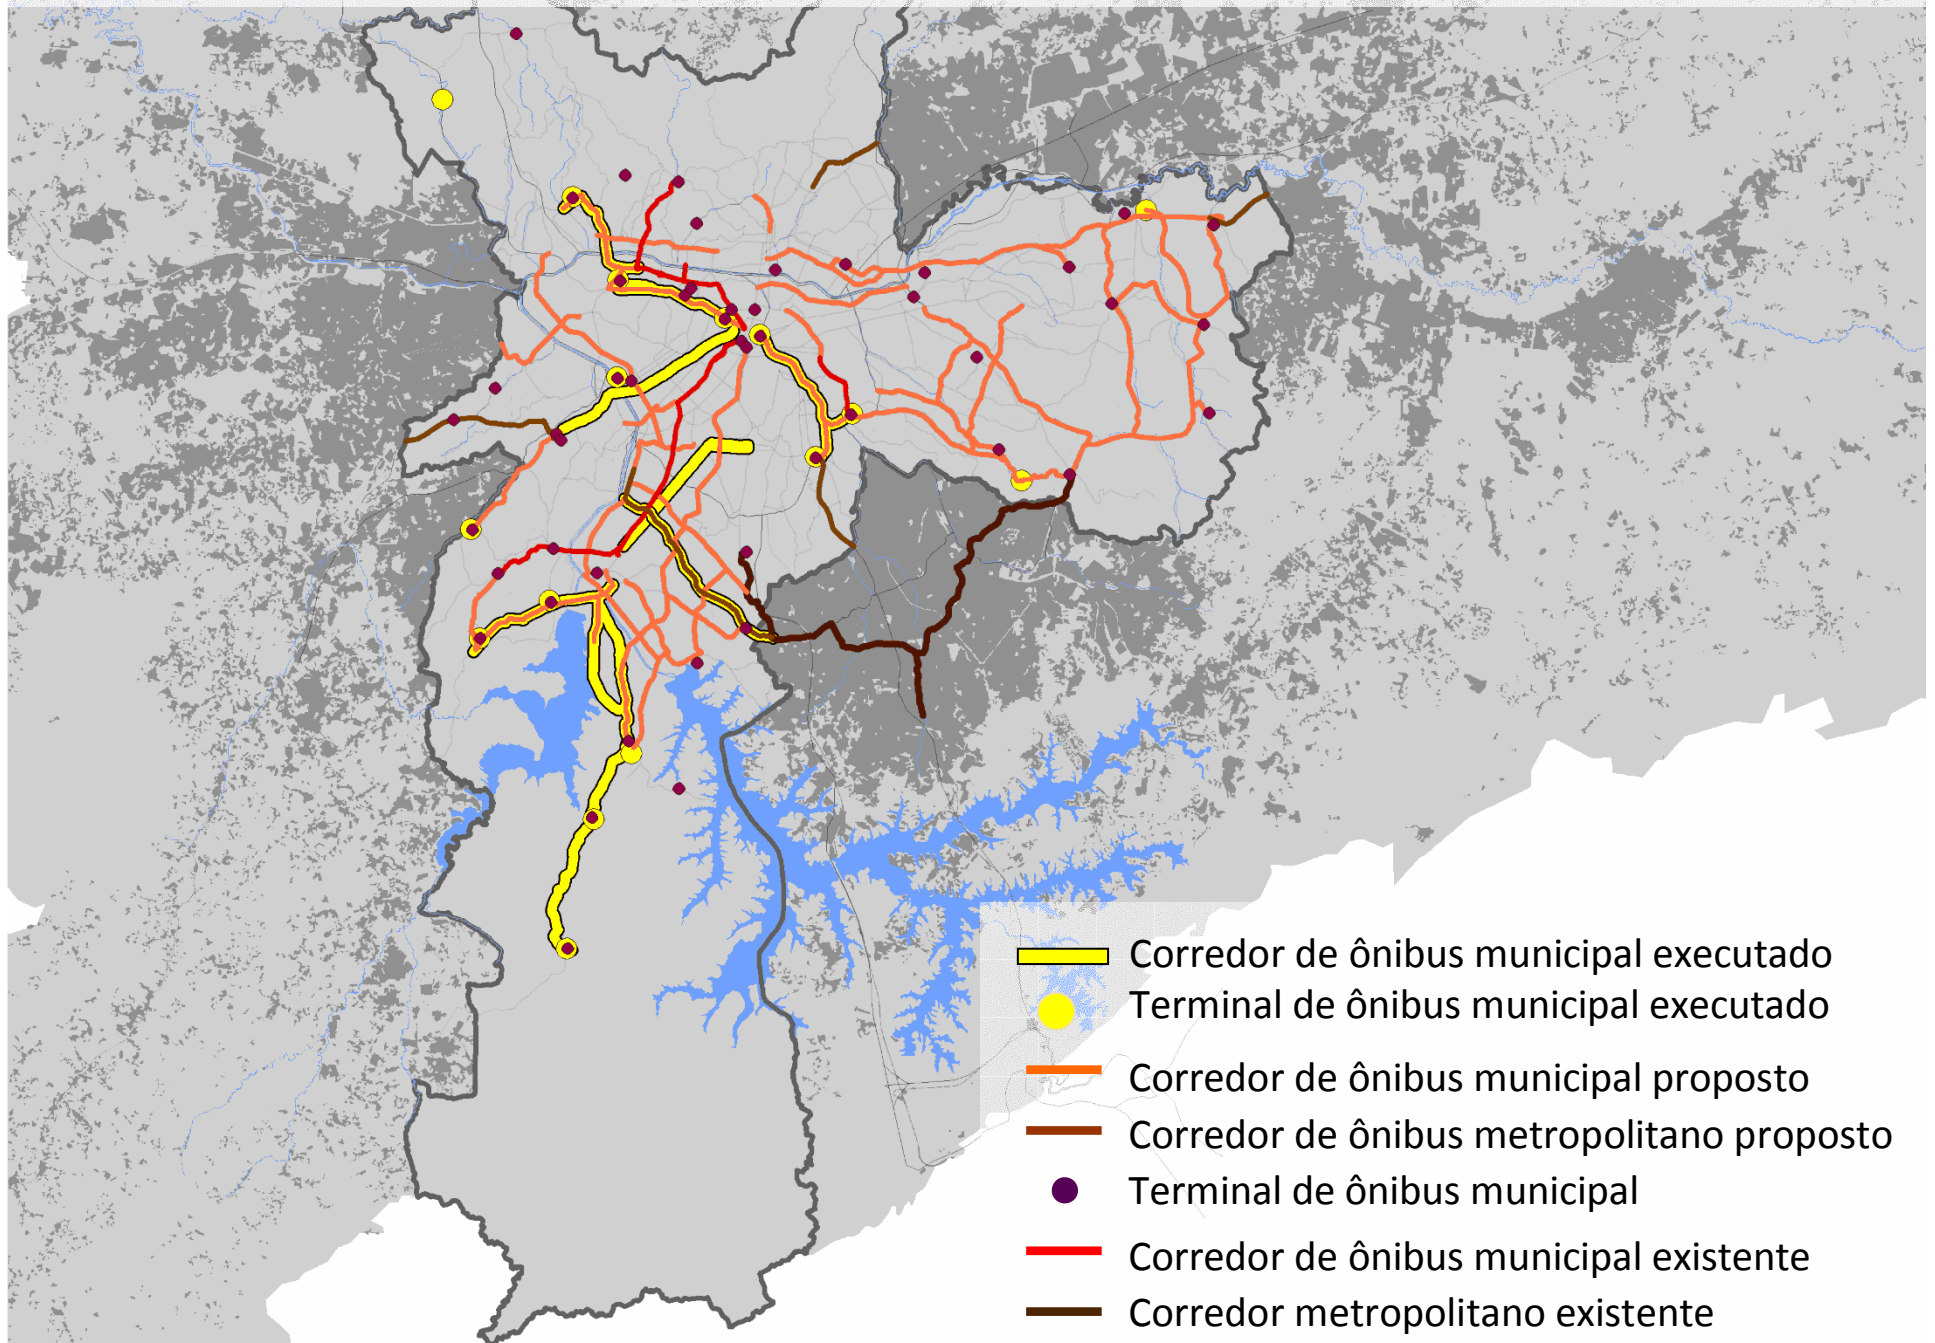 Corredor de ônibus municipal executado
Terminal de ônibus municipal executado
Corredor de ônibus municipal proposto
Corredor de ônibus metropolitano proposto
Terminal de ônibus municipal
Corredor de ônibus municipal existente
Corredor metropolitano existente